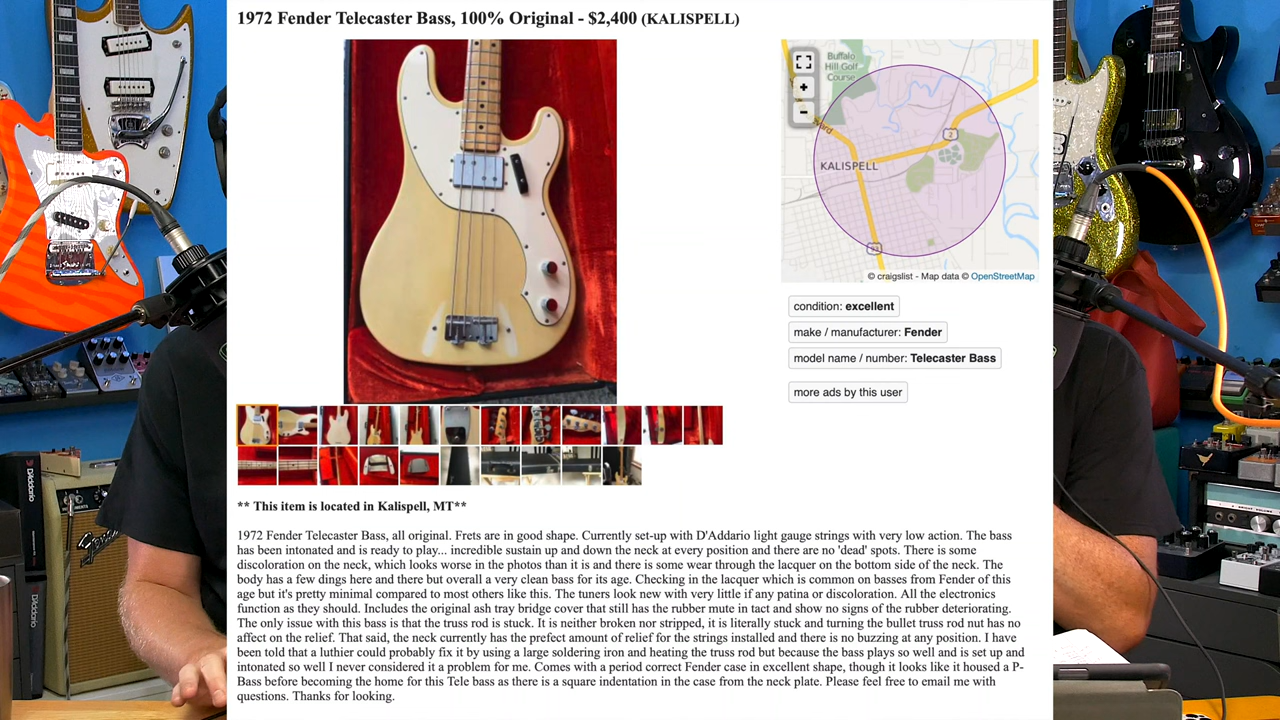 1972 Fender Telecaster Bass, 100% Original - $2,400 (KALISPELL)
Buffalo
Hill Golf
Course
+
−
2
KALISPELL
© craigslist - Map data © OpenStreetMap
condition: excellent
make / manufacturer: Fender
model name / number: Telecaster Bass
more ads by this user
** This item is located in Kalispell, MT**
1972 Fender Telecaster Bass, all original. Frets are in good shape. Currently set-up with D'Addario light gauge strings with very low action. The bass
has been intonated and is ready to play... incredible sustain up and down the neck at every position and there are no 'dead' spots. There is some
discoloration on the neck, which looks worse in the photos than it is and there is some wear through the lacquer on the bottom side of the neck. The
body has a few dings here and there but overall a very clean bass for its age. Checking in the lacquer which is common on basses from Fender of this
age but it's pretty minimal compared to most others like this. The tuners look new with very little if any patina or discoloration. All the electronics
function as they should. Includes the original ash tray bridge cover that still has the rubber mute in tact and show no signs of the rubber deteriorating.
The only issue with this bass is that the truss rod is stuck. It is neither broken nor stripped, it is literally stuck and turning the bullet truss rod nut has no
affect on the relief. That said, the neck currently has the prefect amount of relief for the strings installed and there is no buzzing at any position. I have
been told that a luthier could probably fix it by using a large soldering iron and heating the truss rod but because the bass plays so well and is set up and
intonated so well I never considered it a problem for me. Comes with a period correct Fender case in excellent shape, though it looks like it housed a P-
Bass before becoming the home for this Tele bass as there is a square indentation in the case from the neck plate. Please feel free to email me with
questions. Thanks for looking.
D'Addario
Fender